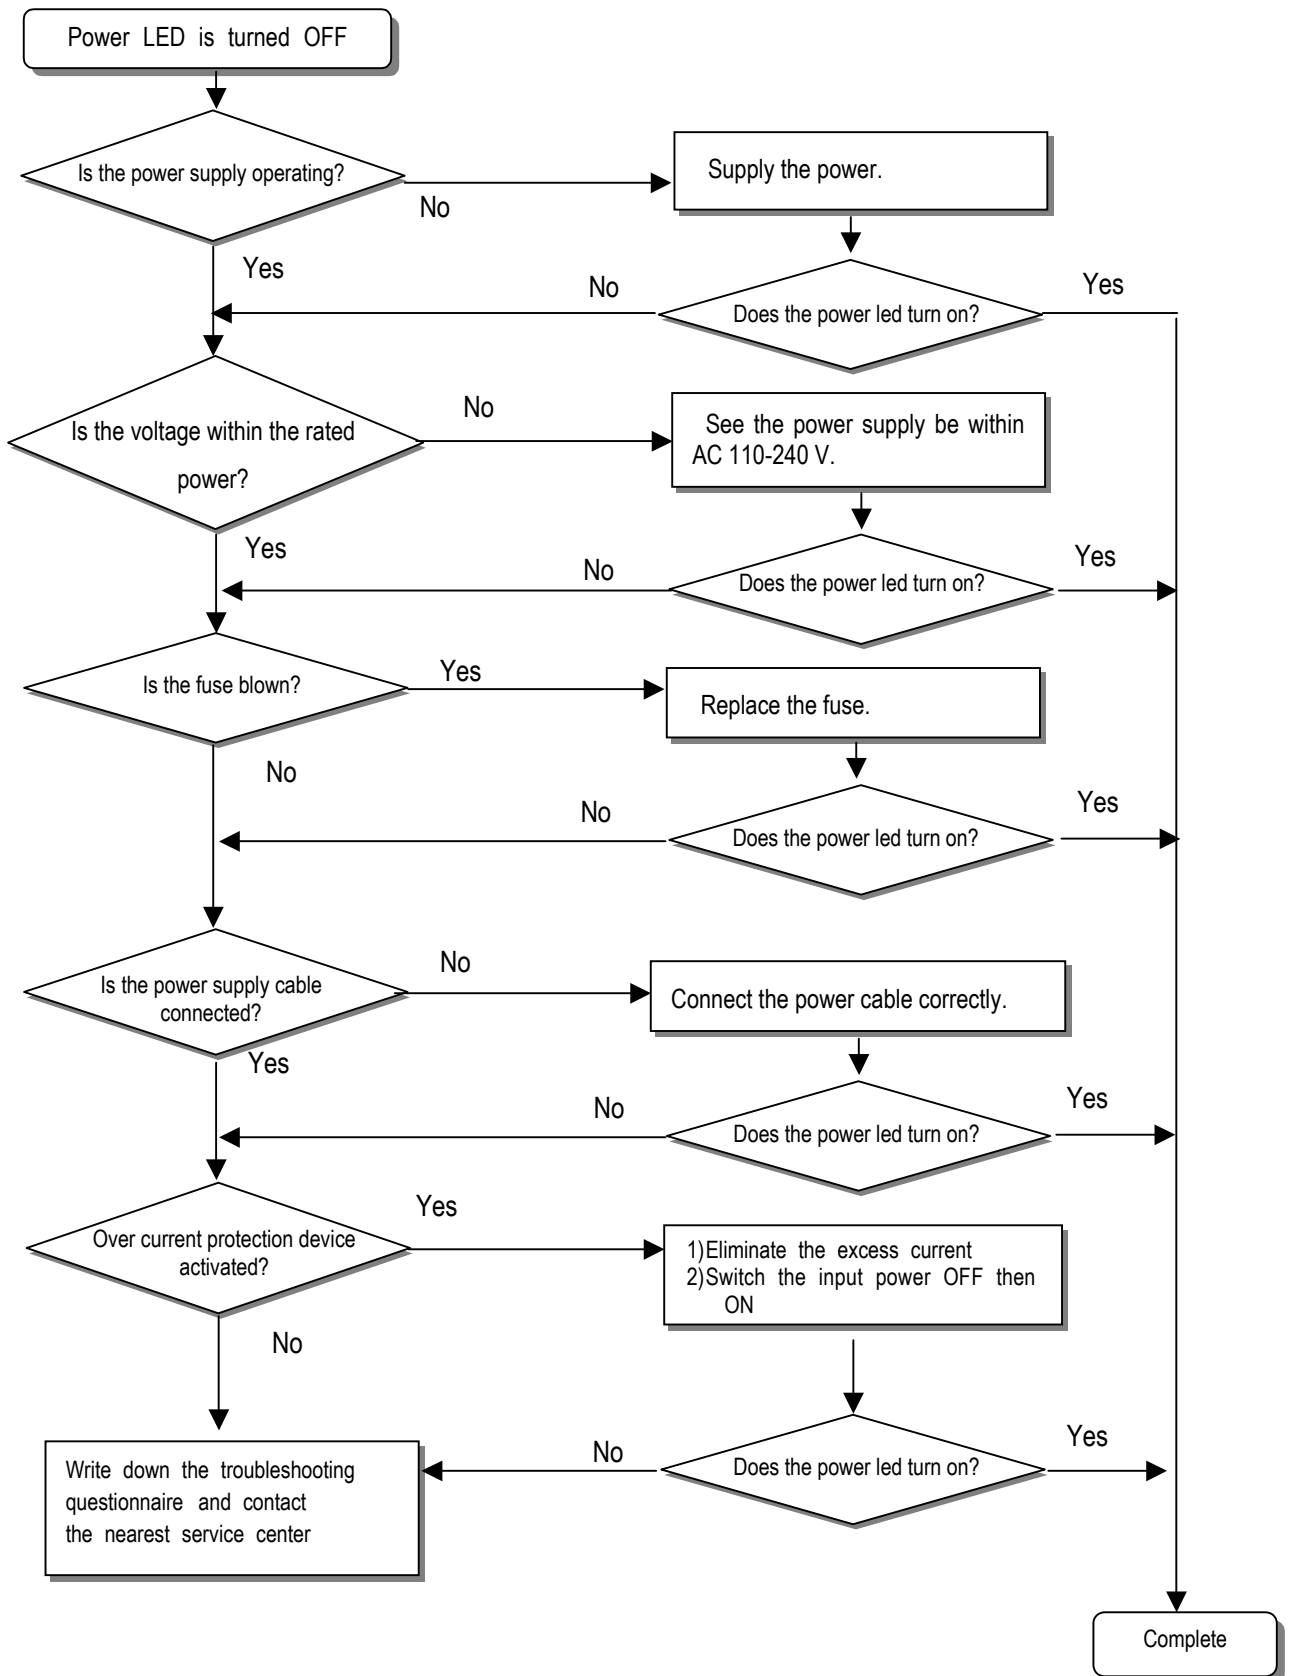 Power LED is turned OFF
Is the power supply operating?
No
Supply the power.
Yes
No
Does the power led turn on?
Yes
Is the voltage within the rated
power?
No
See the power supply be within
AC 110-240 V.
Yes
No
Does the power led turn on?
Yes
Is the fuse blown?
Yes
Replace the fuse.
No
No
Does the power led turn on?
Yes
Is the power supply cable
connected?
No
Connect the power cable correctly.
Yes
No
Does the power led turn on?
Yes
Over current protection device
activated?
Yes
1)Eliminate the excess current
2)Switch the input power OFF then
ON
No
No
Does the power led turn on?
Yes
Write down the troubleshooting
questionnaire and contact
the nearest service center
Complete